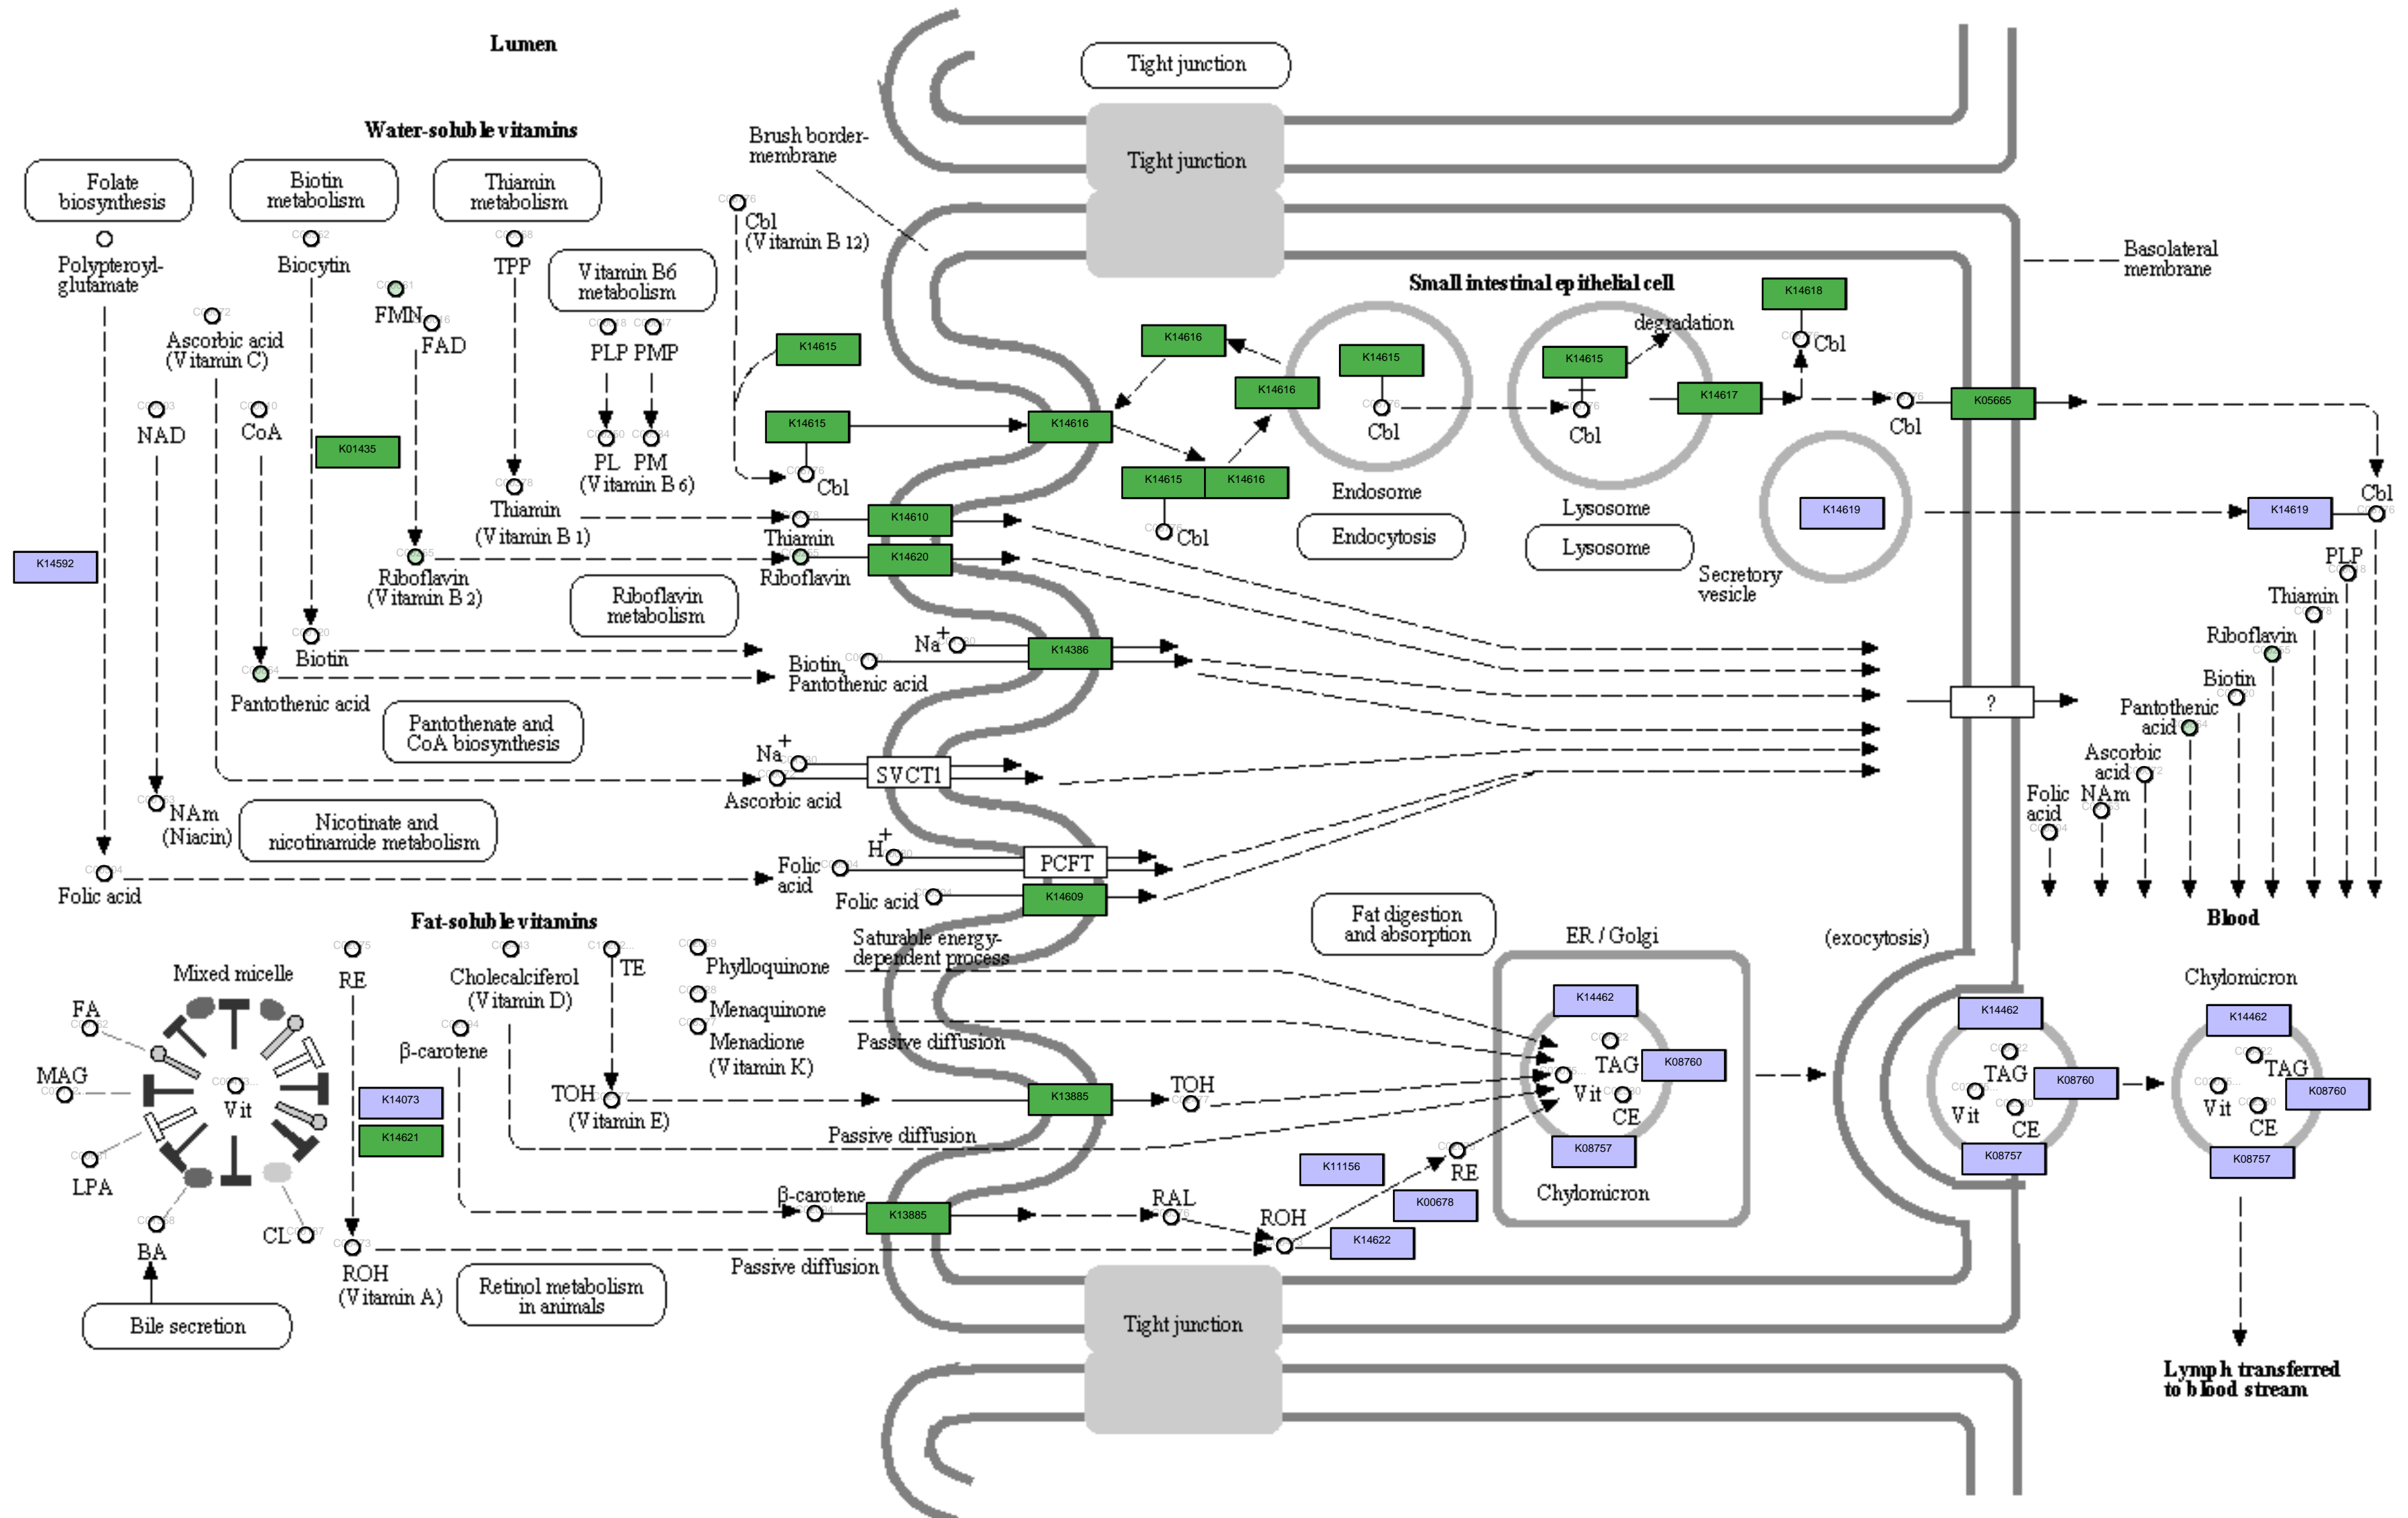 Lumen
Tight junction
Water-soluble vitamins
Brush border-
membrane
Tight junction
Folate
biosynthesis
Biotin
metabolism
Thiamin
metabolism
Cbl
(Vitamin B 12)
Polypteroyl-
glutamate
Biocytin
TPP
Vitamin B6
metabolism
Basolateral
membrane
Small intestinal epithelial cell
FMN
FAD
Ascorbic acid
(Vitamin C)
PLP PMP
K14615
K14616
K14615
K14615
degradation
K14618
Cbl
NAD
CoA
K01435
K14615
K14616
K14616
Cbl
Cbl
K14617
Cbl
K05665
PL PM
(Vitamin B 6)
Cbl
K14615
K14616
Cbl
Endosome
Endocytosis
Lysosome
Lysosome
K14619
K14619
Cbl
Secretory
vesicle
Thiamin
(Vitamin B 1)
Thiamin
K14610
K14592
Riboflavin
(Vitamin B 2)
Riboflavin
K14620
Riboflavin
metabolism
PLP
Thiamin
Riboflavin
Biotin
Pantothenic
acid
Ascorbic
acid
NAm
Folic
acid
Biotin
Na+
K14386
Biotin,
Pantothenic acid
Pantothenic acid
?
Pantothenate and
CoA biosynthesis
Na+
SVCT1
Ascorbic acid
NAm
(Niacin)
Nicotinate and
nicotinamide metabolism
H+
PCFT
Folic
acid
Folic acid
Folic acid
K14609
Blood
Fat-soluble vitamins
Saturable energy-
dependent process
Fat digestion
and absorption
ER / Golgi
(exocytosis)
Mixed micelle
RE
Cholecalciferol
(Vitamin D)
TE
Phylloquinone
Chylomicron
FA
β-carotene
Menaquinone
Menadione
(Vitamin K)
Passive diffusion
K14462
TAG
K08760
Vit
CE
K08757
Chylomicron
K14462
TAG
K08760
Vit
CE
K08757
K14462
TAG
K08760
Vit
CE
K08757
MAG
Vit
K14073
K14621
TOH
(Vitamin E)
K13885
TOH
LPA
Passive diffusion
K11156
RE
K00678
β-carotene
K13885
RAL
ROH
K14622
BA
CL
ROH
(Vitamin A)
Passive diffusion
Retinol metabolism
in animals
Bile secretion
Tight junction
Lymph transferred
to blood stream